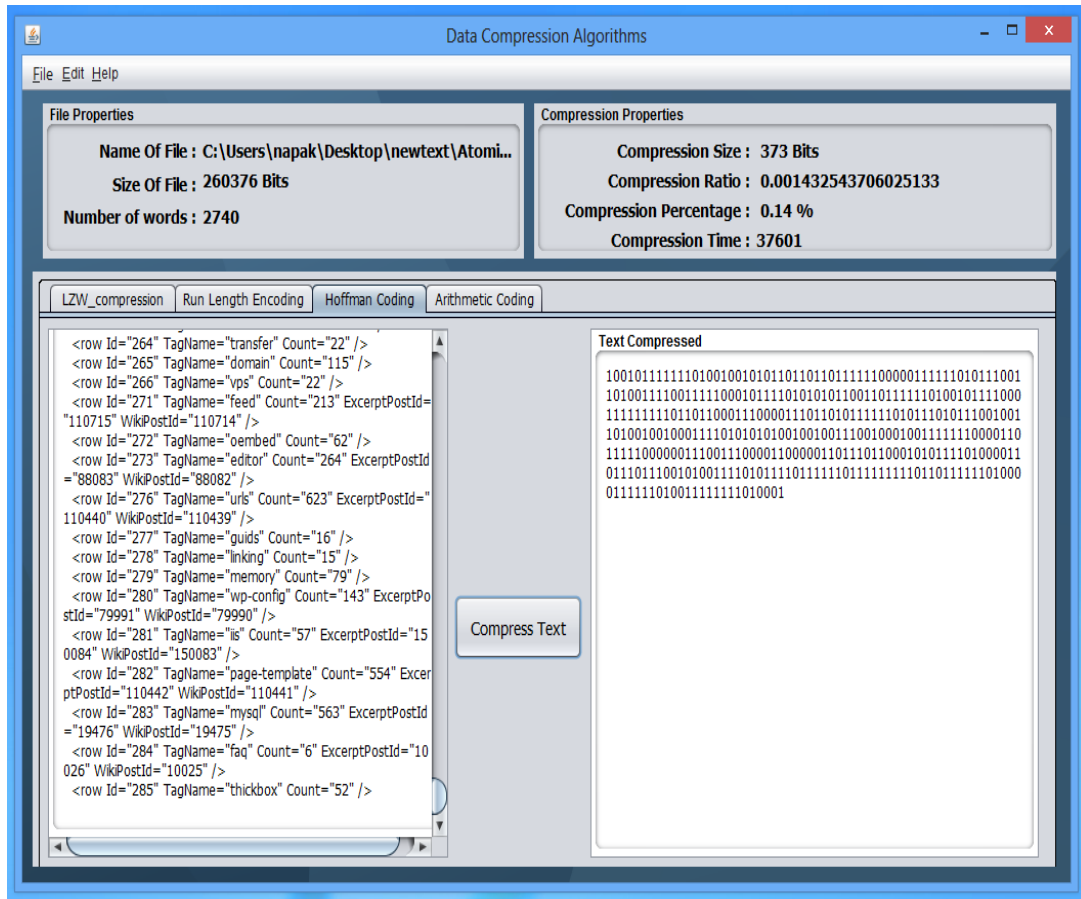 Data Compression Algorithms
File Edit Help
File Properties
Name Of File : C:\Users\napak\Desktop\newtext\Atomi...
Size Of File : 260376 Bits
Number of words : 2740
Compression Properties
Compression Size : 373 Bits
Compression Ratio : 0.001432543706025133
Compression Percentage : 0.14 %
Compression Time : 37601
LZW_compression Run Length Encoding Hoffman Coding Arithmetic Coding
<row Id="264" TagName="transfer" Count="22" />
<row Id="265" TagName="domain" Count="115" />
<row Id="266" TagName="vps" Count="22" />
<row Id="271" TagName="feed" Count="213" ExcerptPostId=
"110715" WikiPostId="110714" />
<row Id="272" TagName="oembed" Count="62" />
<row Id="273" TagName="editor" Count="264" ExcerptPostId
="88083" WikiPostId="88082" />
<row Id="276" TagName="urls" Count="623" ExcerptPostId="
110440" WikiPostId="110439" />
<row Id="277" TagName="guids" Count="16" />
<row Id="278" TagName="linking" Count="15" />
<row Id="279" TagName="memory" Count="79" />
<row Id="280" TagName="wp-config" Count="143" ExcerptPo
stId="79991" WikiPostId="79990" />
<row Id="281" TagName="iis" Count="57" ExcerptPostId="15
0084" WikiPostId="150083" />
<row Id="282" TagName="page-template" Count="554" Excer
ptPostId="110442" WikiPostId="110441" />
<row Id="283" TagName="mysql" Count="563" ExcerptPostId
="19476" WikiPostId="19475" />
<row Id="284" TagName="faq" Count="6" ExcerptPostId="10
026" WikiPostId="10025" />
<row Id="285" TagName="thickbox" Count="52" />
Compress Text
Text Compressed